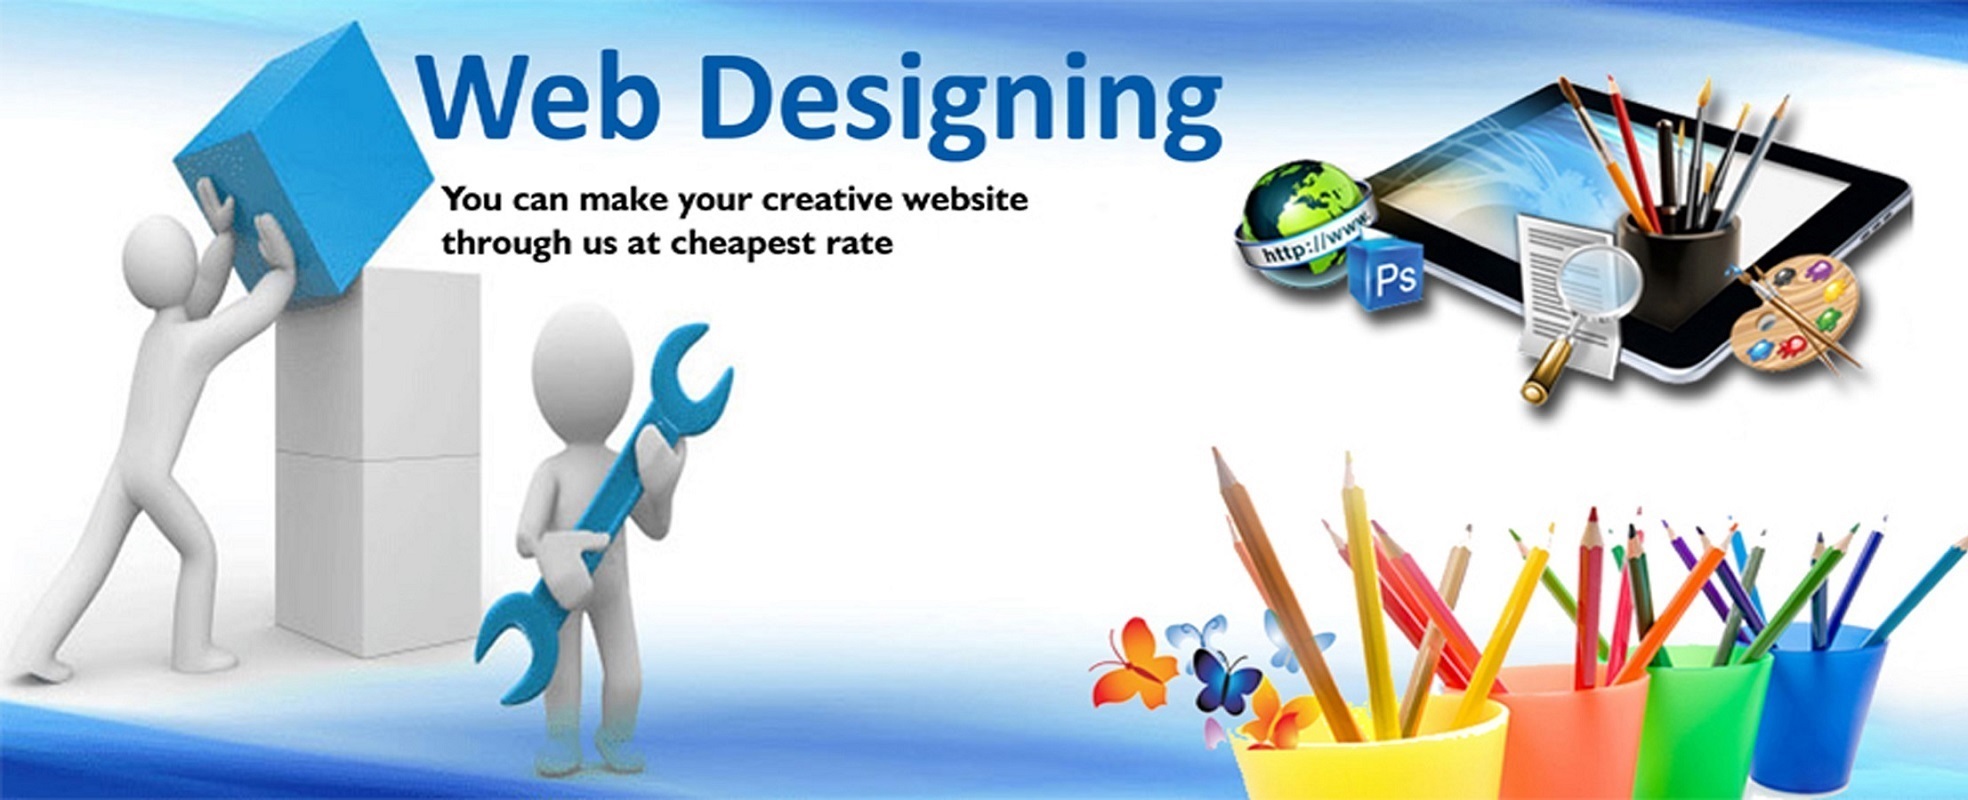 Web Designing
You can make your creative website
through us at cheapest rate
http://www.
Ps